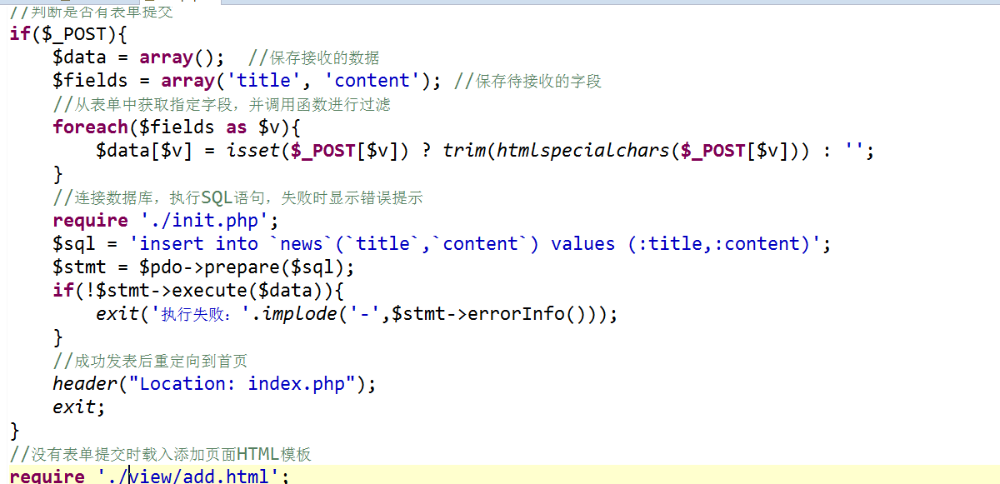 //判断是否有表单提交
if($_POST){
    $data = array();  //保存接收的数据
    $fields = array('title', 'content'); //保存待接收的字段
    //从表单中获取指定字段，并调用函数进行过滤
    foreach($fields as $v){
        $data[$v] = isset($_POST[$v]) ? trim(htmlspecialchars($_POST[$v])) : '';
    }
    //连接数据库，执行SQL语句，失败时显示错误提示
    require './init.php';
    $sql = 'insert into `news`(`title`,`content`) values (:title,:content)';
    $stmt = $pdo->prepare($sql);
    if(!$stmt->execute($data)){
        exit('执行失败：'.implode('-',$stmt->errorInfo()));
    }
    //成功发表后重定向到首页
    header("Location: index.php");
    exit;
}
//没有表单提交时载入添加页面HTML模板
require './view/add.html';